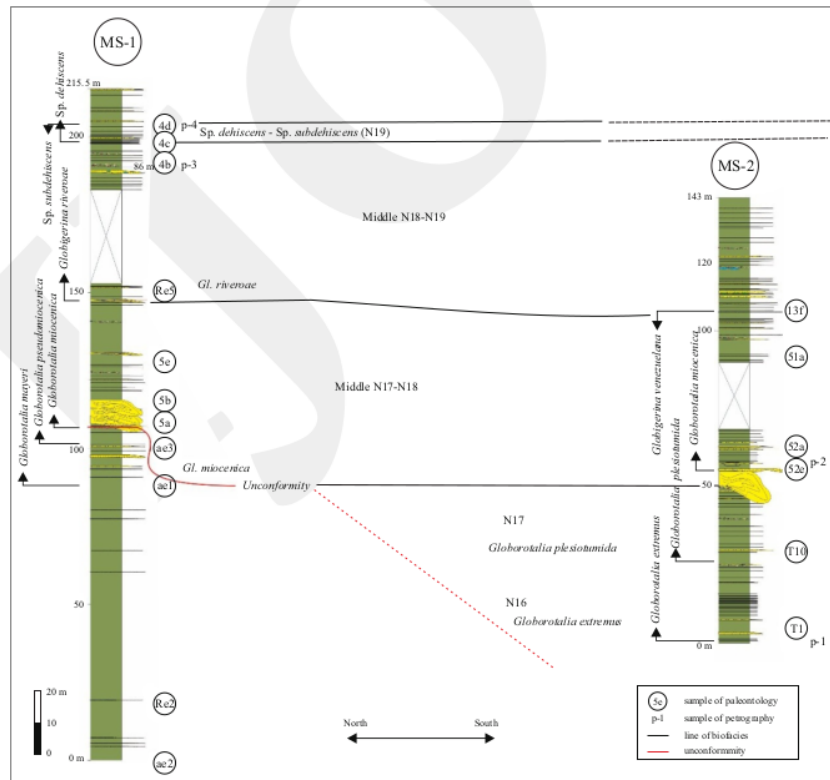 MS-1
215.5 m
Sp. dehiscens
200
4d
p-4
Sp. dehiscens - Sp. subdehiscens (N19)
4c
86 m
4b
p-3
Sp. subdehiscens
Globigerina riveroae
Middle N18-N19
MS-2
143 m
120
150
Re5
Gl. riveroae
13f
100
51a
5e
Middle N17-N18
Globorotalia mayeri
Globorotalia pseudomiocenica
Globorotalia miocenica
5b
5a
100
ae3
Gl. miocenica
ae1
Unconformity
Globigerina venezuelana
Globorotalia miocenica
Globorotalia plesiotumida
52a
52e
p-2
50
N17
Globorotalia plesiotumida
T10
Globorotalia extremus
N16
Globorotalia extremus
50
T1
0 m
p-1
20 m
10
0
Re2
0 m
ae2
North
South
5e
sample of paleontology
p-1
sample of petrography
line of biofacies
unconformmity